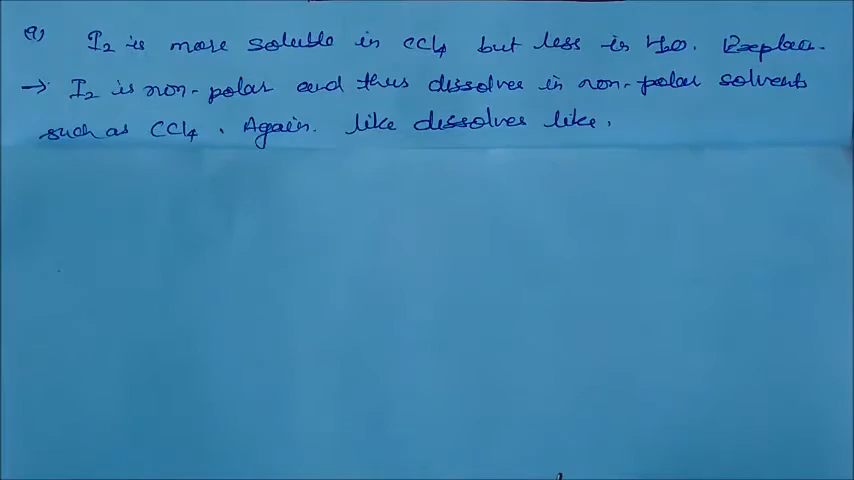 Q) I2 is more soluble in CCl4 but less in H2O. Explain.
→ I2 is non-polar and thus dissolves in non-polar solvents
such as CCl4. Again. like dissolves like.